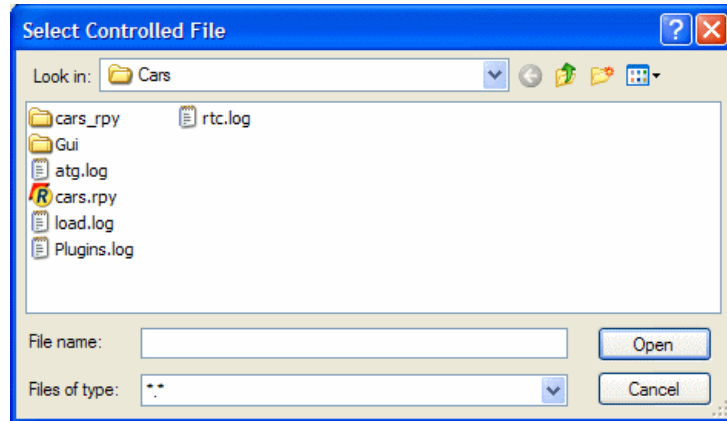 Select Controlled File
Look in: Cars
cars_rpy rtc.log
Gui
atg.log
cars.rpy
load.log
Plugins.log
File name: Open
Files of type: *.* Cancel